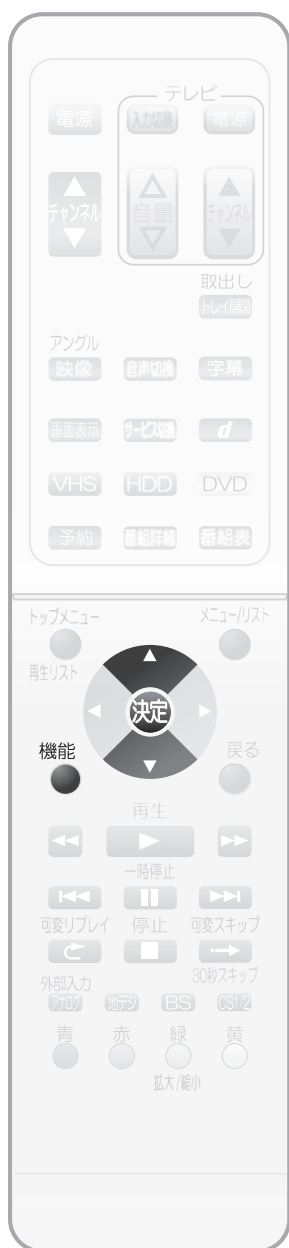 テレビ
電源 入力切換 電源
チャンネル 音量 チャンネル
取出し
トレイ開閉
アングル
映像 音声切換 字幕
画面表示 サービス切換 d
VHS HDD DVD
予約 番組詳細 番組表
トップメニュー メニュー/リスト
再生リスト
決定
機能 戻る
再生
一時停止
可変リプレイ 停止 可変スキップ
30秒スキップ
外部入力
アナログ 地デジ BS CS1/2
青 赤 緑 黄
拡大/縮小